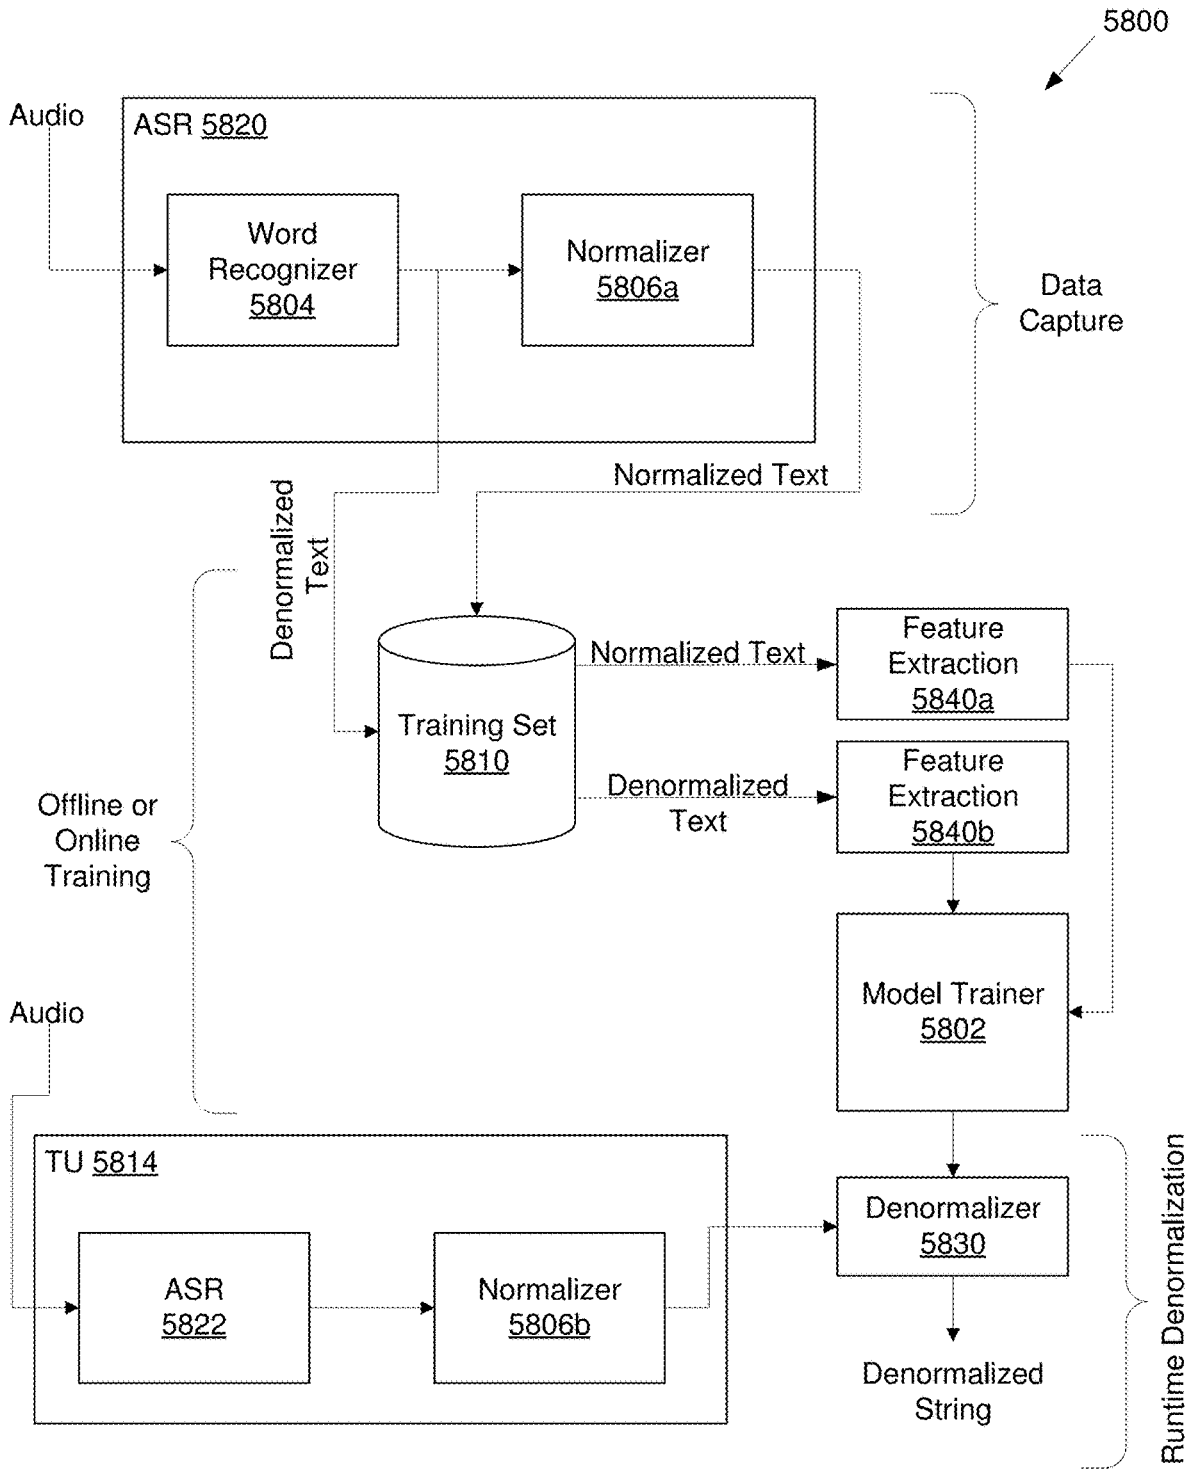 5800
Audio
ASR 5820
Word
Recognizer
5804
Normalizer
5806a
Data
Capture
Normalized Text
Denormalized
Text
Normalized Text
Feature
Extraction
5840a
Training Set
5810
Denormalized
Text
Feature
Extraction
5840b
Offline or
Online
Training
Model Trainer
5802
Audio
TU 5814
ASR
5822
Normalizer
5806b
Denormalizer
5830
Denormalized
String
Runtime Denormalization